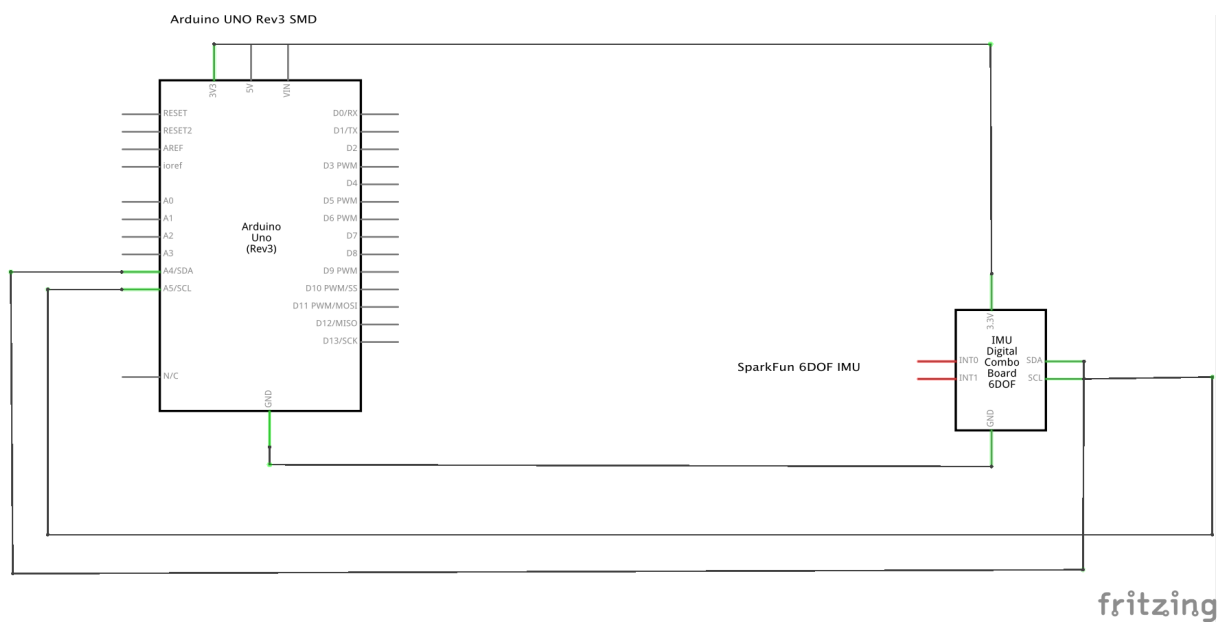 Arduino UNO Rev3 SMD
3V3
5V
VIN
RESET
RESET2
AREF
ioref
A0
A1
A2
A3
A4/SDA
A5/SCL
N/C
Arduino
Uno
(Rev3)
D0/RX
D1/TX
D2
D3 PWM
D4
D5 PWM
D6 PWM
D7
D8
D9 PWM
D10 PWM/SS
D11 PWM/MOSI
D12/MISO
D13/SCK
GND
SparkFun 6DOF IMU
3.3V
INT0
INT1
IMU
Digital
Combo
Board
6DOF
SDA
SCL
GND
fritzing